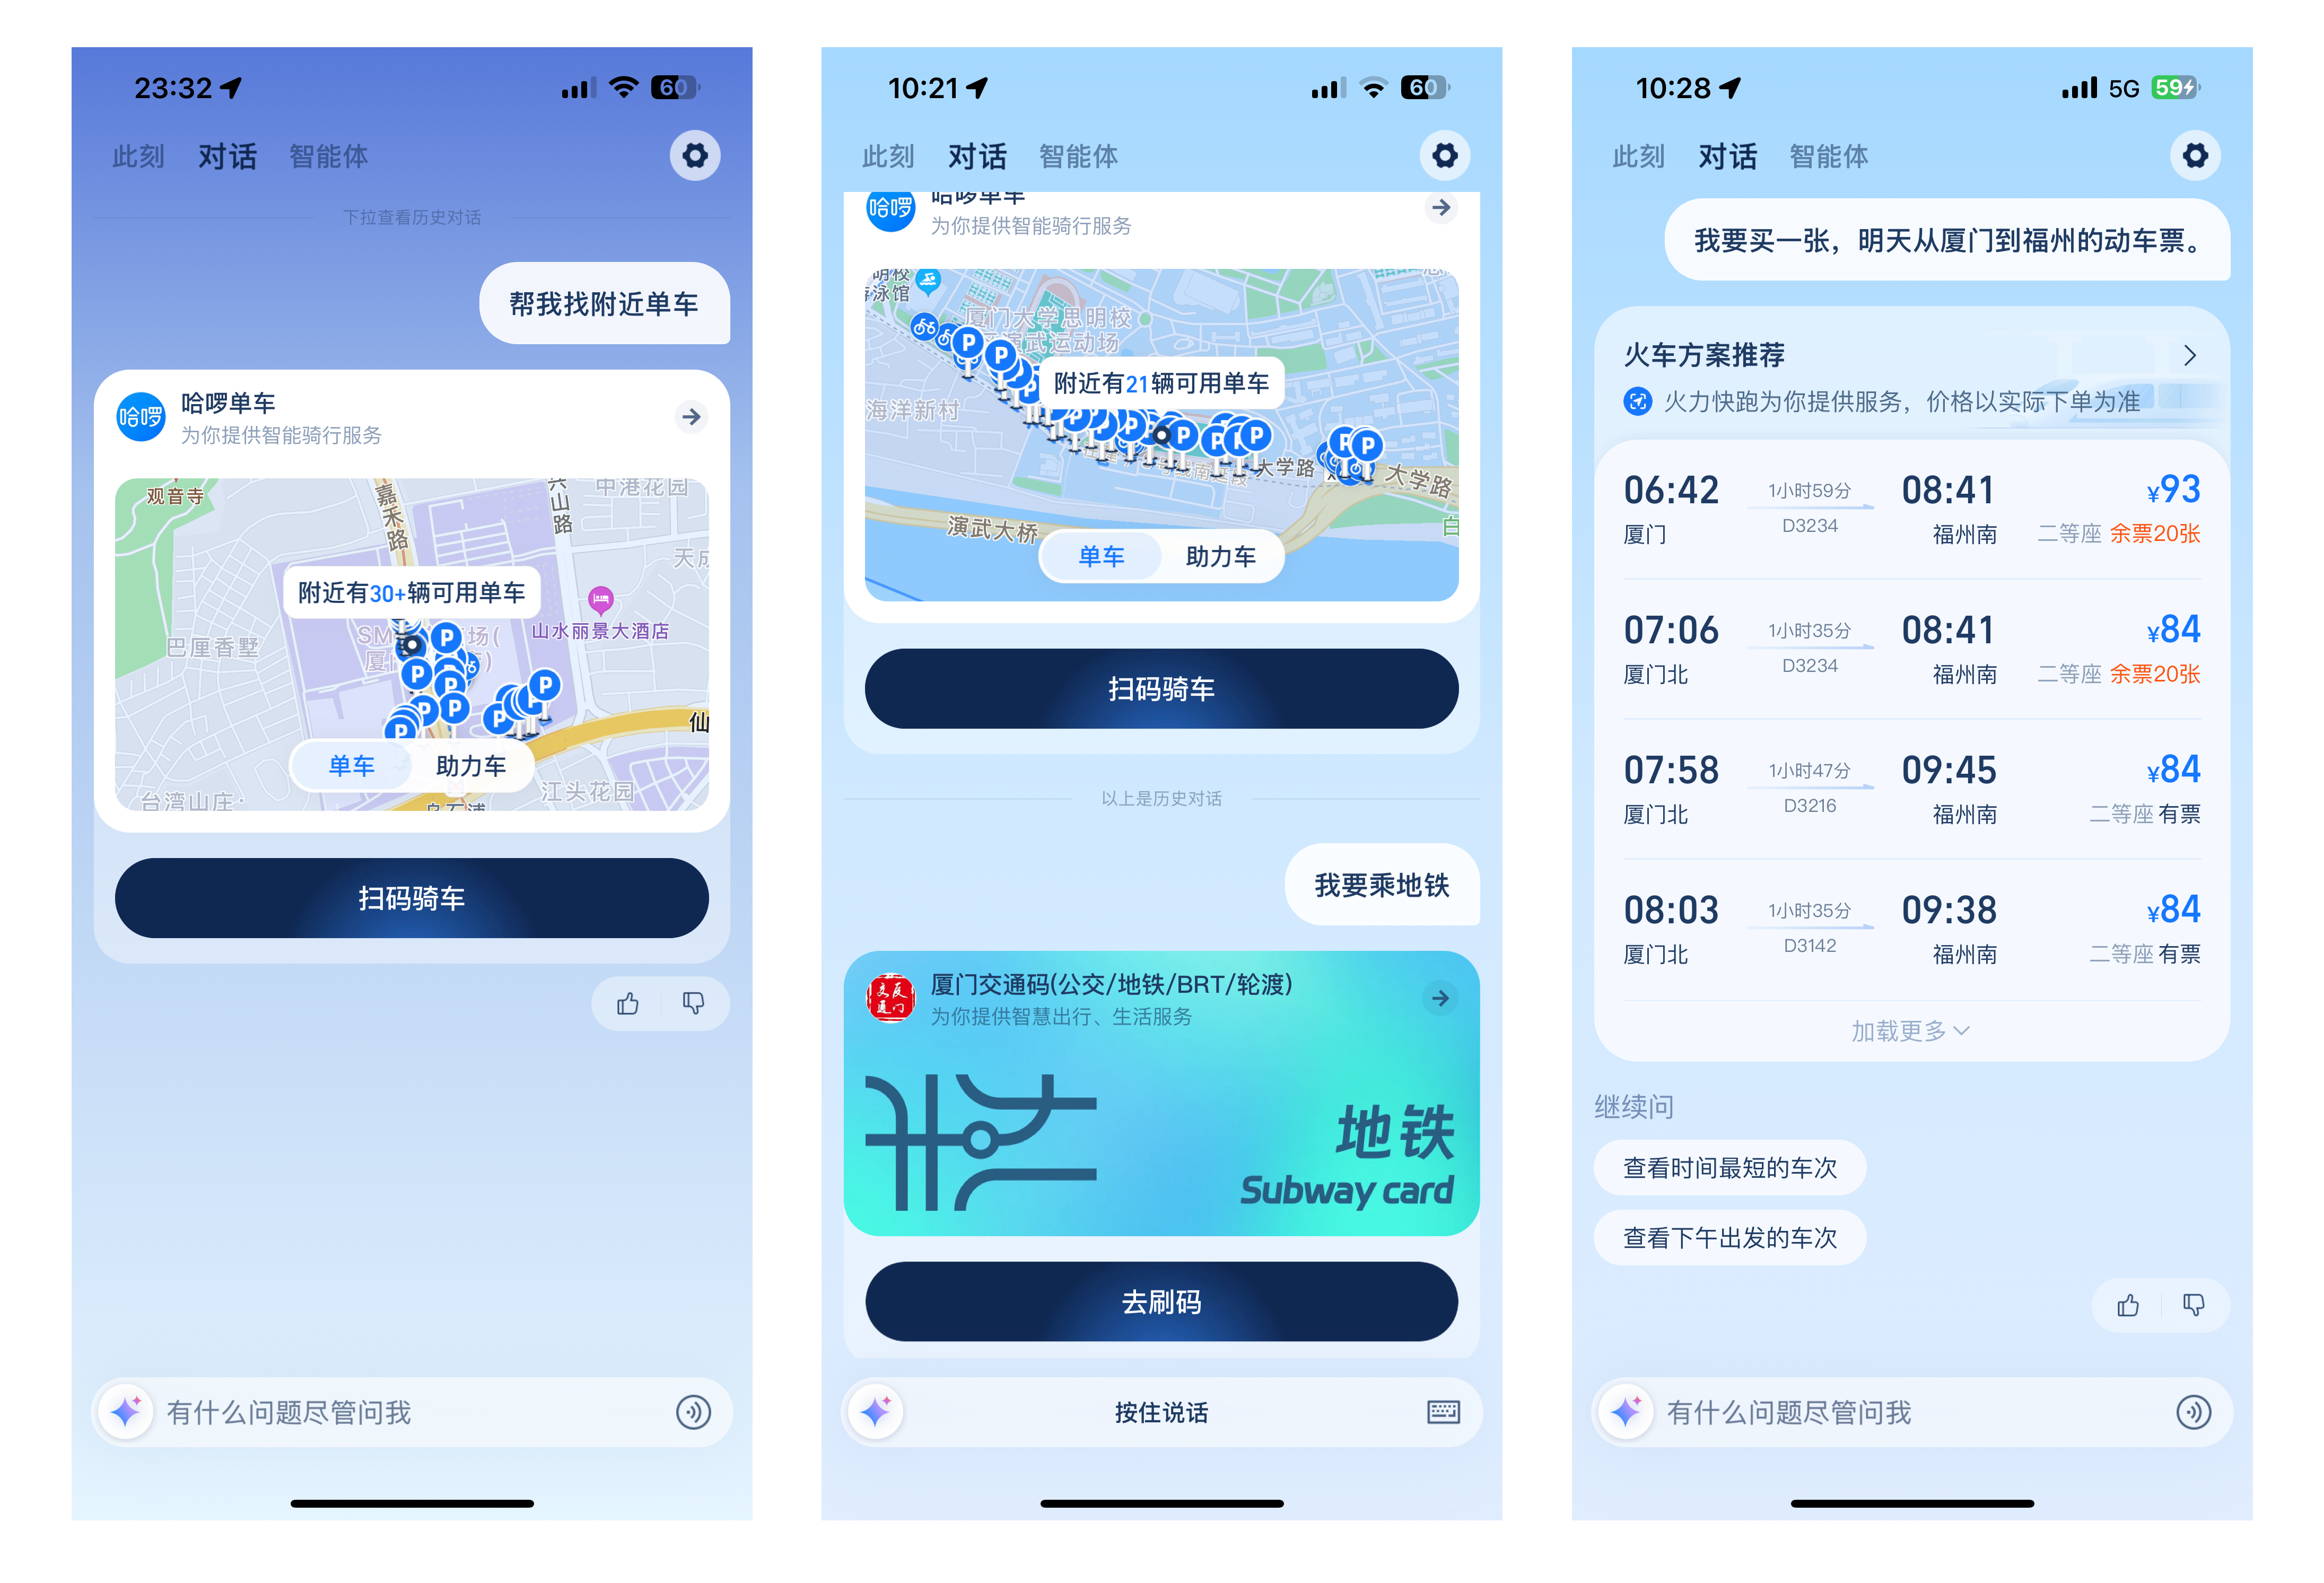 23:32
60
此刻 对话 智能体
下拉查看历史对话
帮我找附近单车
哈啰
哈啰单车
为你提供智能骑行服务
观音寺
嘉禾路
兴山路
中港花园
天成
附近有30+辆可用单车
山水丽景大酒店
巴厘香墅
仙
单车 助力车
台湾山庄·
江头花园
乌石浦
扫码骑车
有什么问题尽管问我
10:21
60
此刻 对话 智能体
哈啰
哈啰单车
为你提供智能骑行服务
明校
游泳馆
厦门大学思明校
演武运动场
附近有21辆可用单车
海洋新村
大学路
大学路
演武大桥
白
单车 助力车
扫码骑车
以上是历史对话
我要乘地铁
厦门交通码(公交/地铁/BRT/轮渡)
为你提供智慧出行、生活服务
地铁
Subway card
去刷码
按住说话
10:28
5G 59
此刻 对话 智能体
我要买一张，明天从厦门到福州的动车票。
火车方案推荐
火力快跑为你提供服务，价格以实际下单为准
06:42 1小时59分 08:41 ¥93
厦门 D3234 福州南 二等座 余票20张
07:06 1小时35分 08:41 ¥84
厦门北 D3234 福州南 二等座 余票20张
07:58 1小时47分 09:45 ¥84
厦门北 D3216 福州南 二等座 有票
08:03 1小时35分 09:38 ¥84
厦门北 D3142 福州南 二等座 有票
加载更多
继续问
查看时间最短的车次
查看下午出发的车次
有什么问题尽管问我